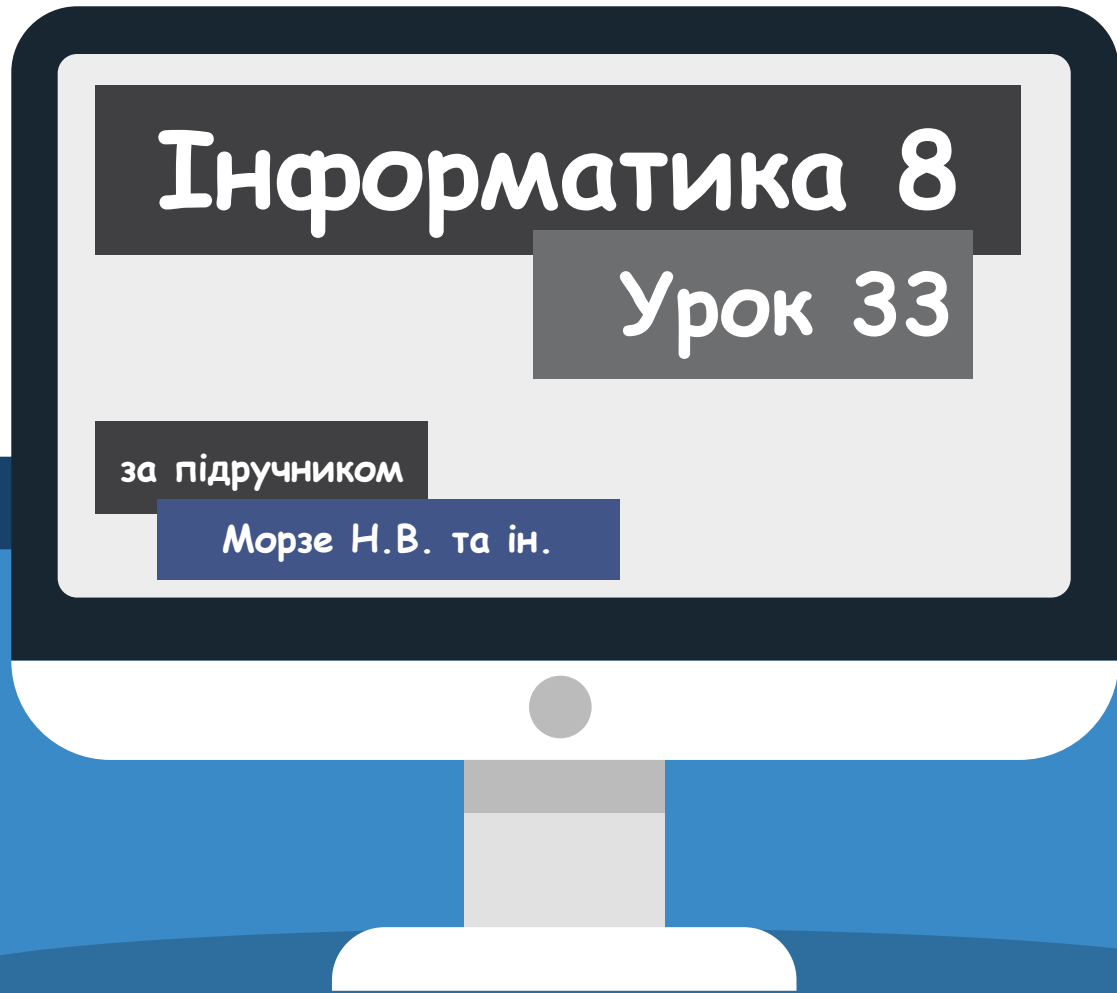 Інформатика 8
Урок 33
за підручником
Морзе Н.В. та ін.